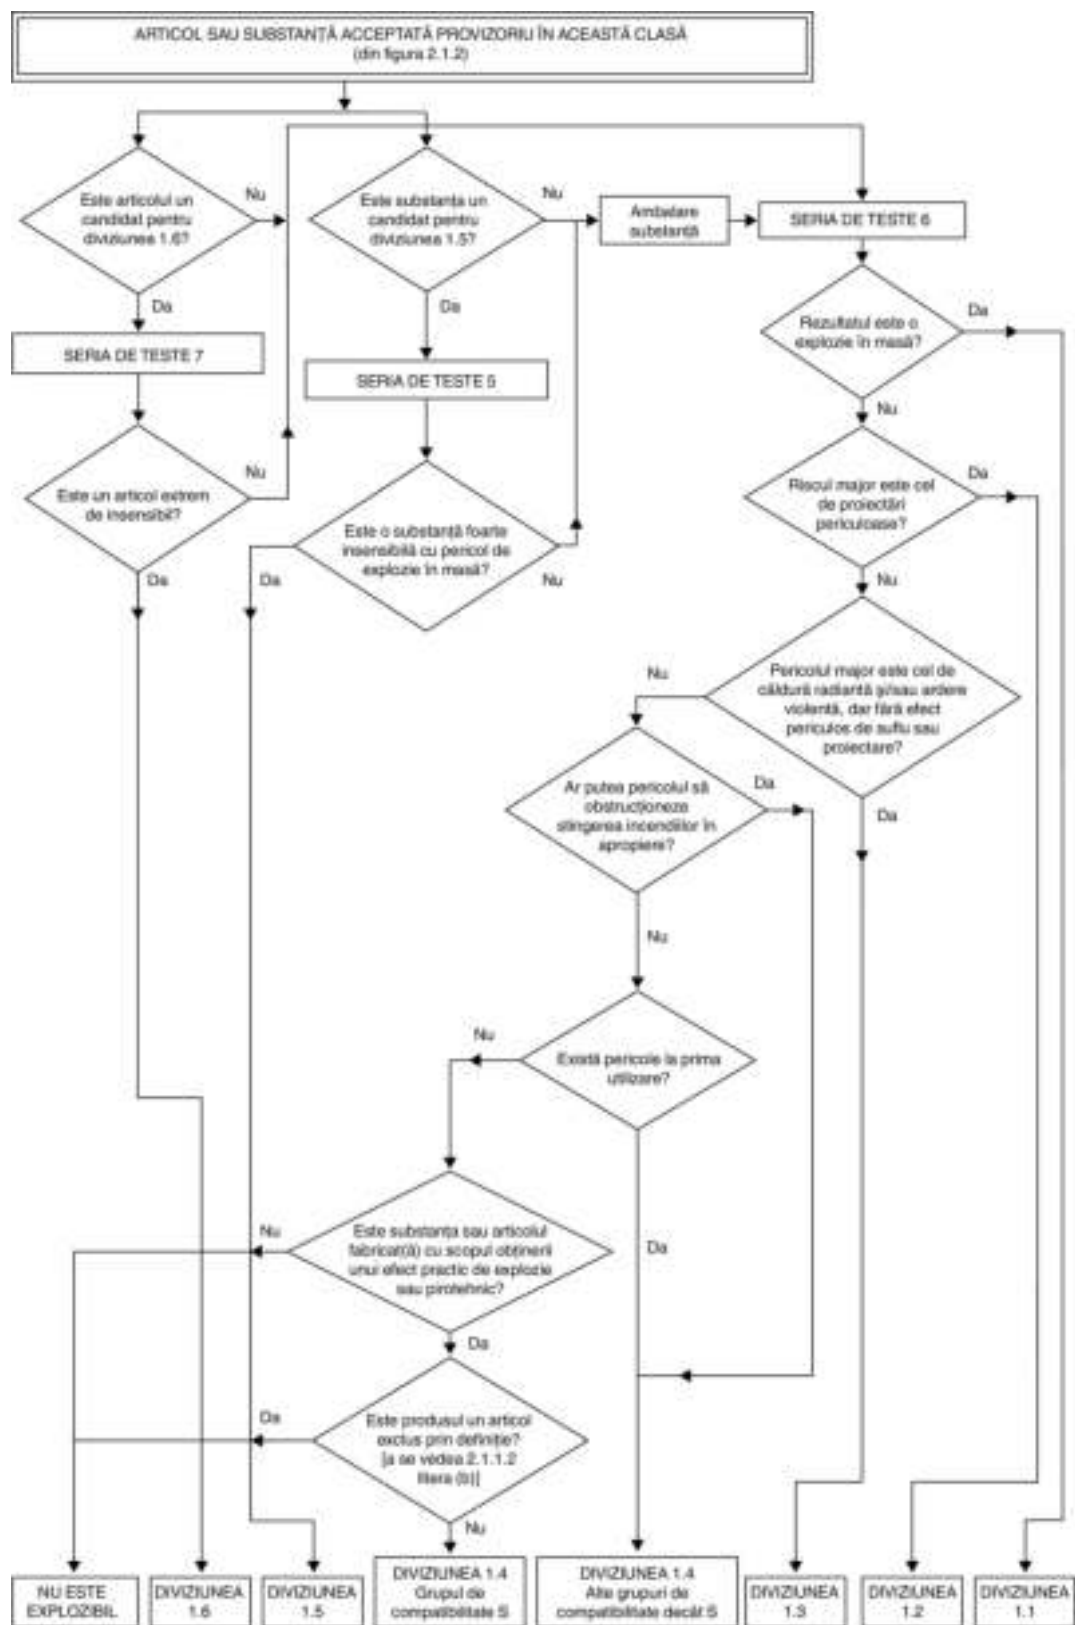 ARTICOL SAU SUBSTANȚĂ ACCEPTATĂ PROVIZORIU ÎN ACEASTĂ CLASĂ
(din figura 2.1.2)
Este articolul un
candidat pentru
diviziunea 1.6?
Nu
Da
Este substanța un
candidat pentru
diviziunea 1.5?
Nu
Da
Ambalare
substanță
SERIA DE TESTE 6
Rezultatul este o
explozie în masă?
Da
Nu
SERIA DE TESTE 7
SERIA DE TESTE 5
Este un articol extrem
de insensibil?
Nu
Da
Este o substanță foarte
insensibilă cu pericol de
explozie în masă?
Da
Nu
Riscul major este cel
de proiectări
periculoase?
Da
Nu
Pericolul major este cel de
căldură radiantă și/sau ardere
violentă, dar fără efect
periculos de suflu sau
proiectare?
Nu
Da
Ar putea pericolul să
obstrucționeze
stingerea incendiilor în
apropiere?
Da
Nu
Există pericole la prima
utilizare?
Nu
Da
Este substanța sau articolul
fabricat(ă) cu scopul obținerii
unui efect practic de explozie
sau pirotehnic?
Nu
Da
Este produsul un articol
exclus prin definiție?
[a se vedea 2.1.1.2
litera (b)]
Da
Nu
NU ESTE
EXPLOZIBIL
DIVIZIUNEA
1.6
DIVIZIUNEA
1.5
DIVIZIUNEA 1.4
Grupul de
compatibilitate S
DIVIZIUNEA 1.4
Alte grupuri de
compatibilitate decât S
DIVIZIUNEA
1.3
DIVIZIUNEA
1.2
DIVIZIUNEA
1.1